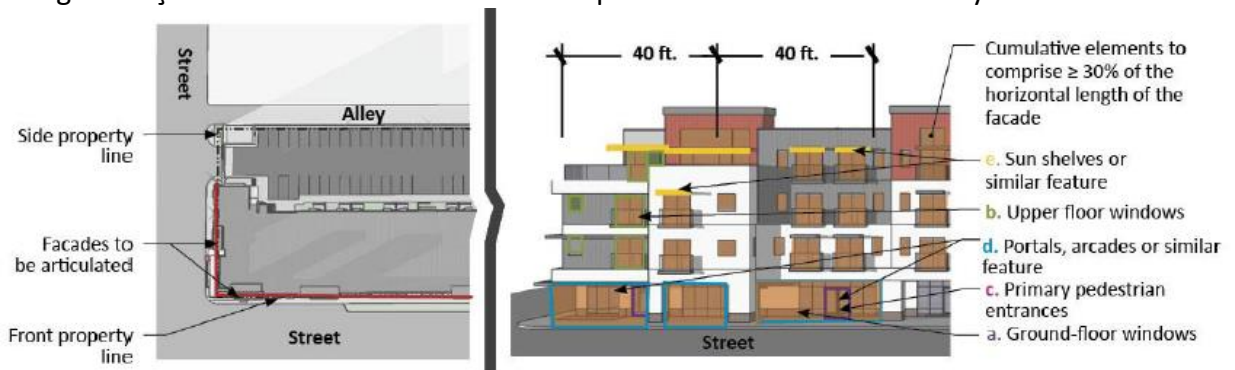 Street
Alley
Side property
line
Facades to
be articulated
Front property
line
Street
40 ft.
40 ft.
Cumulative elements to
comprise ≥ 30% of the
horizontal length of the
facade
e. Sun shelves or
similar feature
b. Upper floor windows
d. Portals, arcades or similar
feature
c. Primary pedestrian
entrances
a. Ground-floor windows
Street